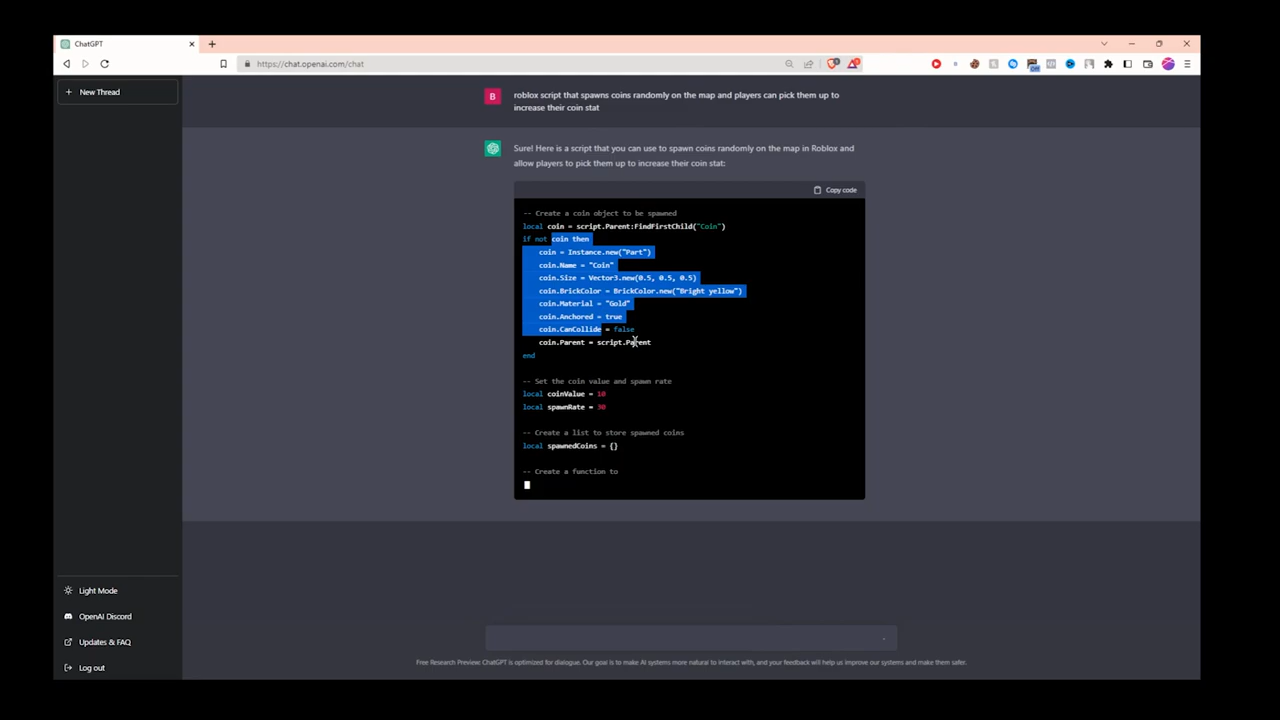 ChatGPT
https://chat.openai.com/chat
New Thread
B
roblox script that spawns coins randomly on the map and players can pick them up to
increase their coin stat
Sure! Here is a script that you can use to spawn coins randomly on the map in Roblox and
allow players to pick them up to increase their coin stat:
Copy code
-- Create a coin object to be spawned
local coin = script.Parent:FindFirstChild("Coin")
if not coin then
coin = Instance.new("Part")
coin.Name = "Coin"
coin.Size = Vector3.new(0.5, 0.5, 0.5)
coin.BrickColor = BrickColor.new("Bright yellow")
coin.Material = "Gold"
coin.Anchored = true
coin.CanCollide = false
coin.Parent = script.Parent
end
-- Set the coin value and spawn rate
local coinValue = 10
local spawnRate = 30
-- Create a list to store spawned coins
local spawnedCoins = {}
-- Create a function to
Light Mode
OpenAI Discord
Updates & FAQ
Log out
Free Research Preview: ChatGPT is optimized for dialogue. Our goal is to make AI systems more natural to interact with, and your feedback will help us improve our systems and make them safer.